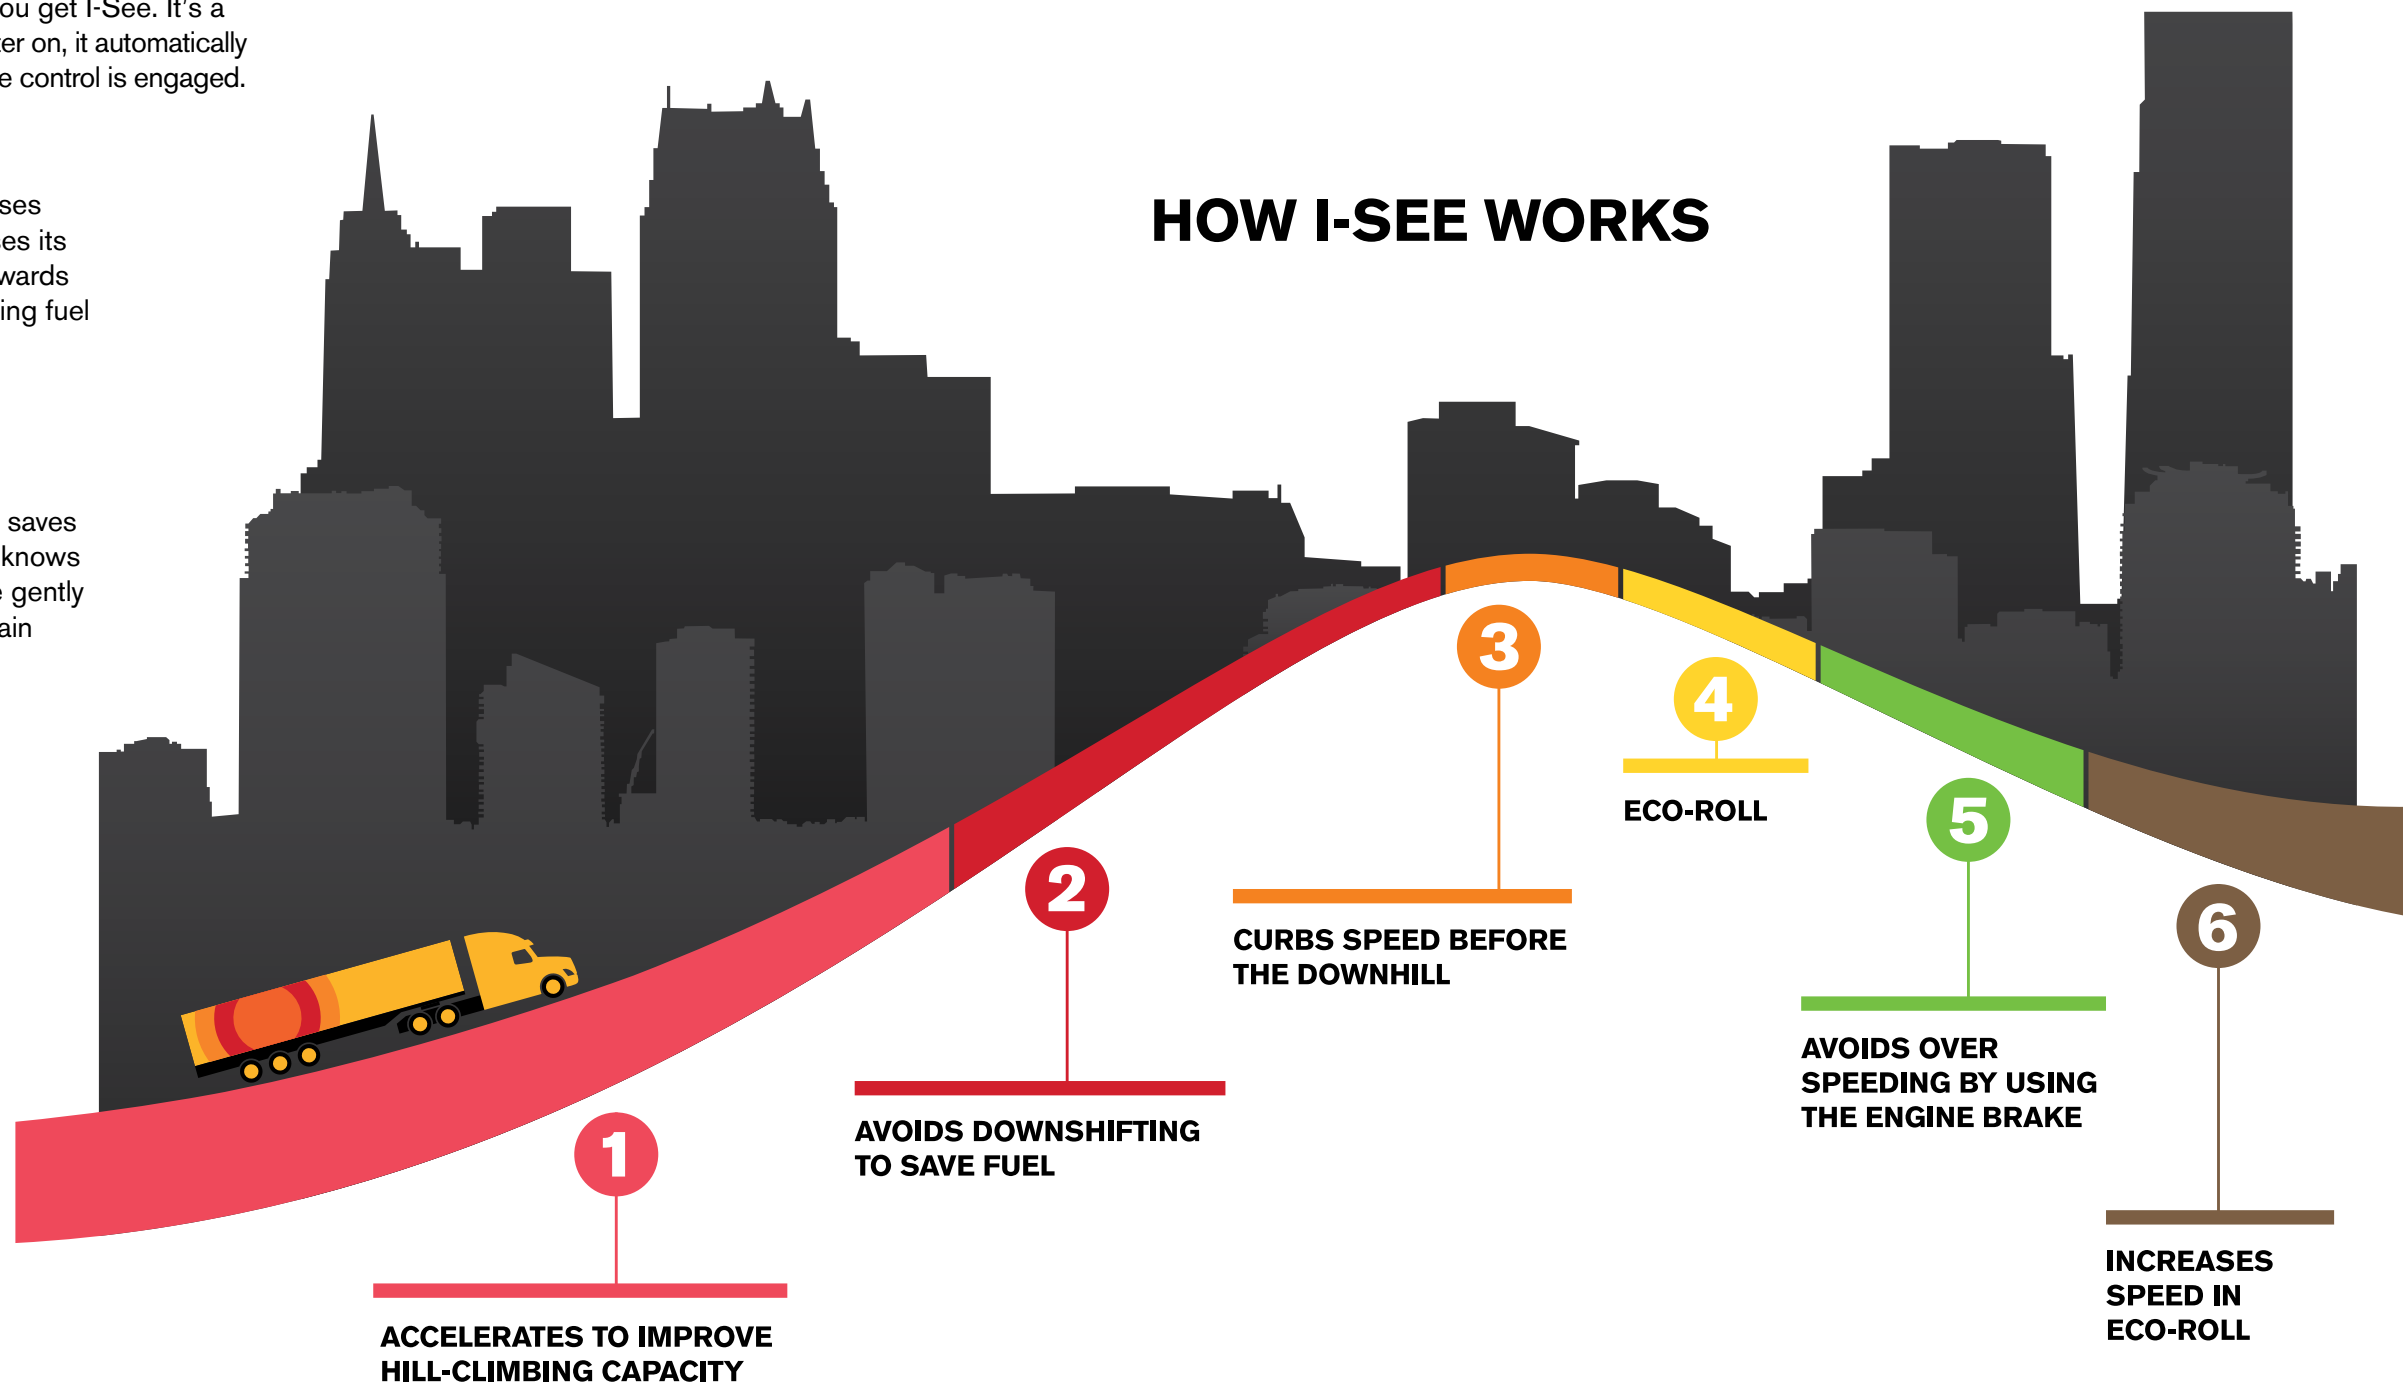 ou get I-See. It's a
er on, it automatically
e control is engaged.
ses
es its
wards
ing fuel
saves
knows
gently
ain
HOW I-SEE WORKS
1
ACCELERATES TO IMPROVE
HILL-CLIMBING CAPACITY
2
AVOIDS DOWNSHIFTING
TO SAVE FUEL
3
CURBS SPEED BEFORE
THE DOWNHILL
4
ECO-ROLL
5
AVOIDS OVER
SPEEDING BY USING
THE ENGINE BRAKE
6
INCREASES
SPEED IN
ECO-ROLL